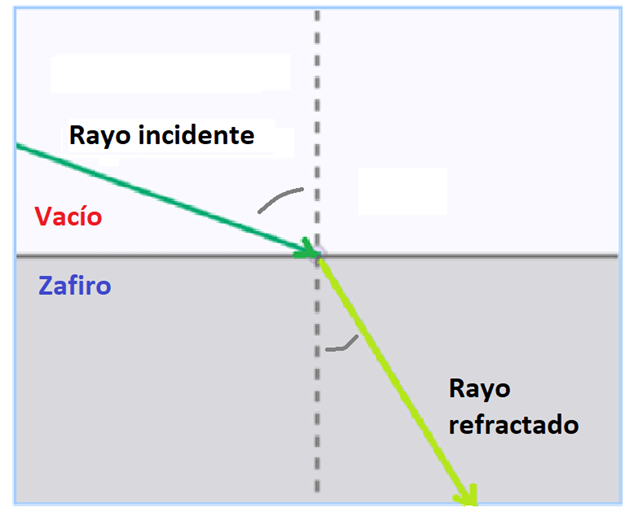 Rayo incidente
Vacío
Zafiro
Rayo
refractado